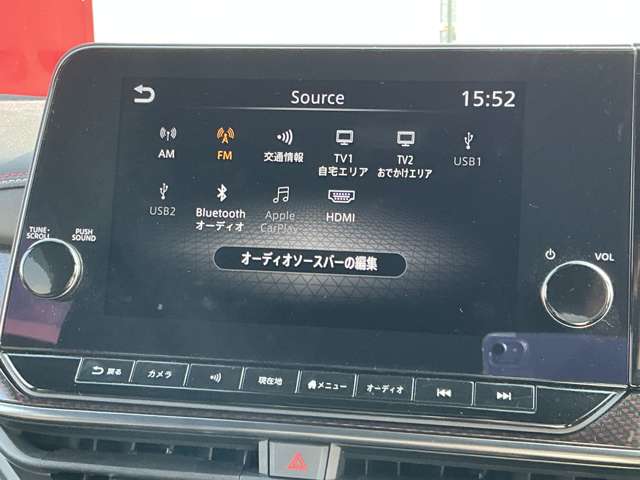 Source
15:52
AM
FM
交通情報
TV1
自宅エリア
TV2
おでかけエリア
USB1
USB2
Bluetooth
オーディオ
Apple
CarPlay
HDMI
オーディオソースバーの編集
TUNE・
SCROLL
PUSH
SOUND
VOL
戻る
カメラ
現在地
メニュー
オーディオ